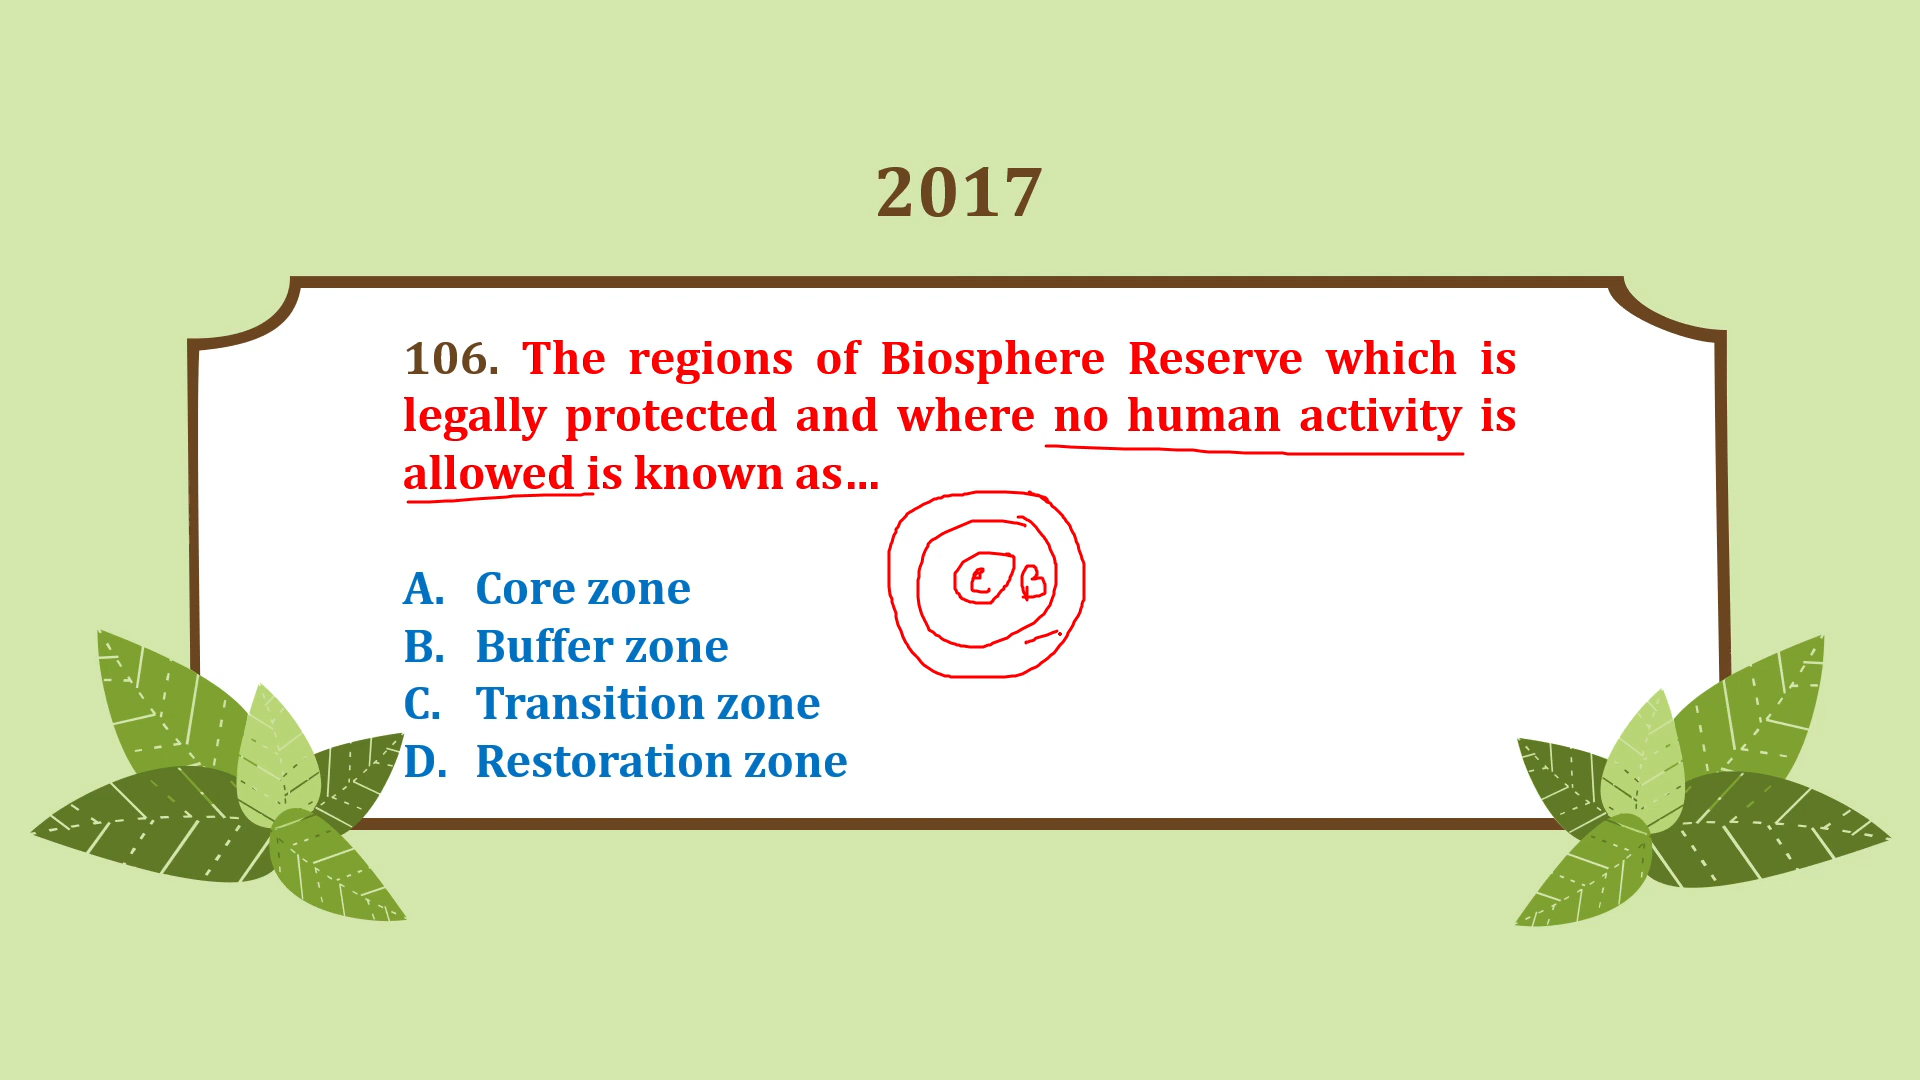 2017
106. The regions of Biosphere Reserve which is
legally protected and where no human activity is
allowed is known as...
A. Core zone
B. Buffer zone
C. Transition zone
D. Restoration zone
C B